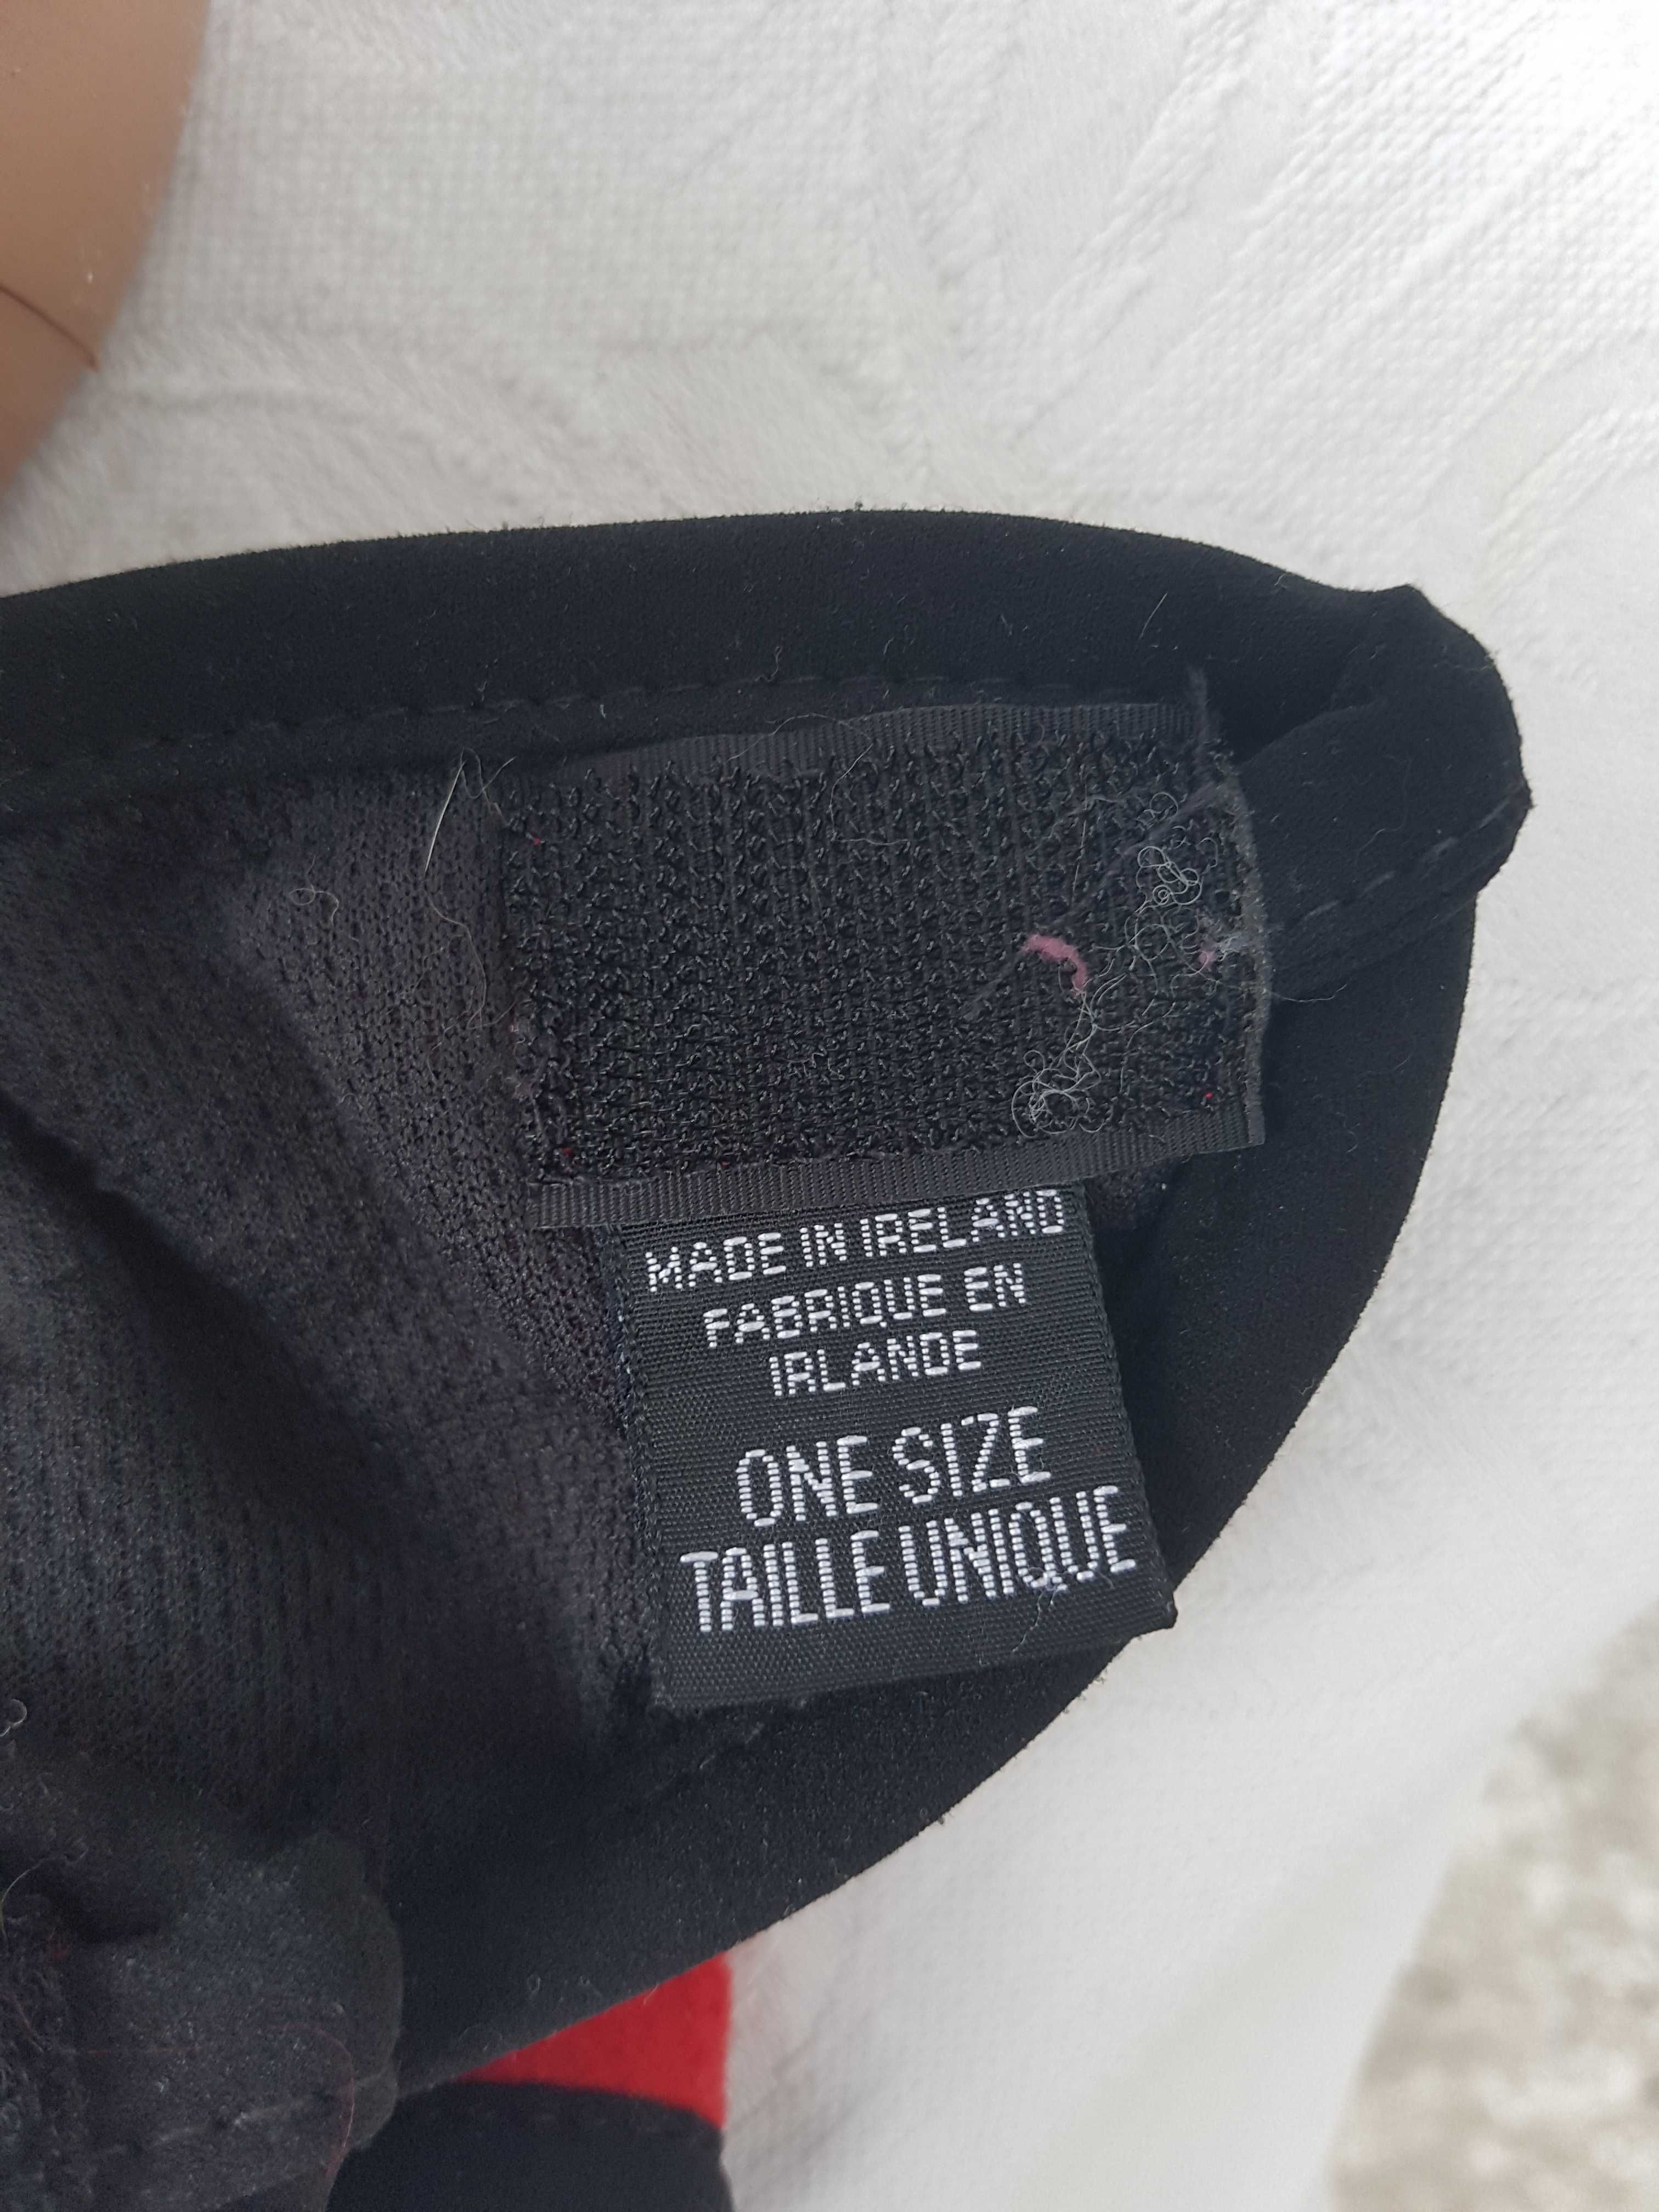 MADE IN IRELAND
FABRIQUE EN
IRLANDE
ONE SIZE
TAILLE UNIQUE